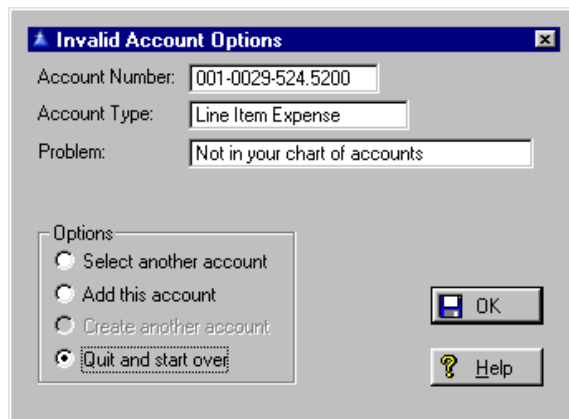 Invalid Account Options
Account Number: 001-0029-524.5200
Account Type: Line Item Expense
Problem: Not in your chart of accounts
Options
Select another account
Add this account
Create another account
Quit and start over
OK
Help